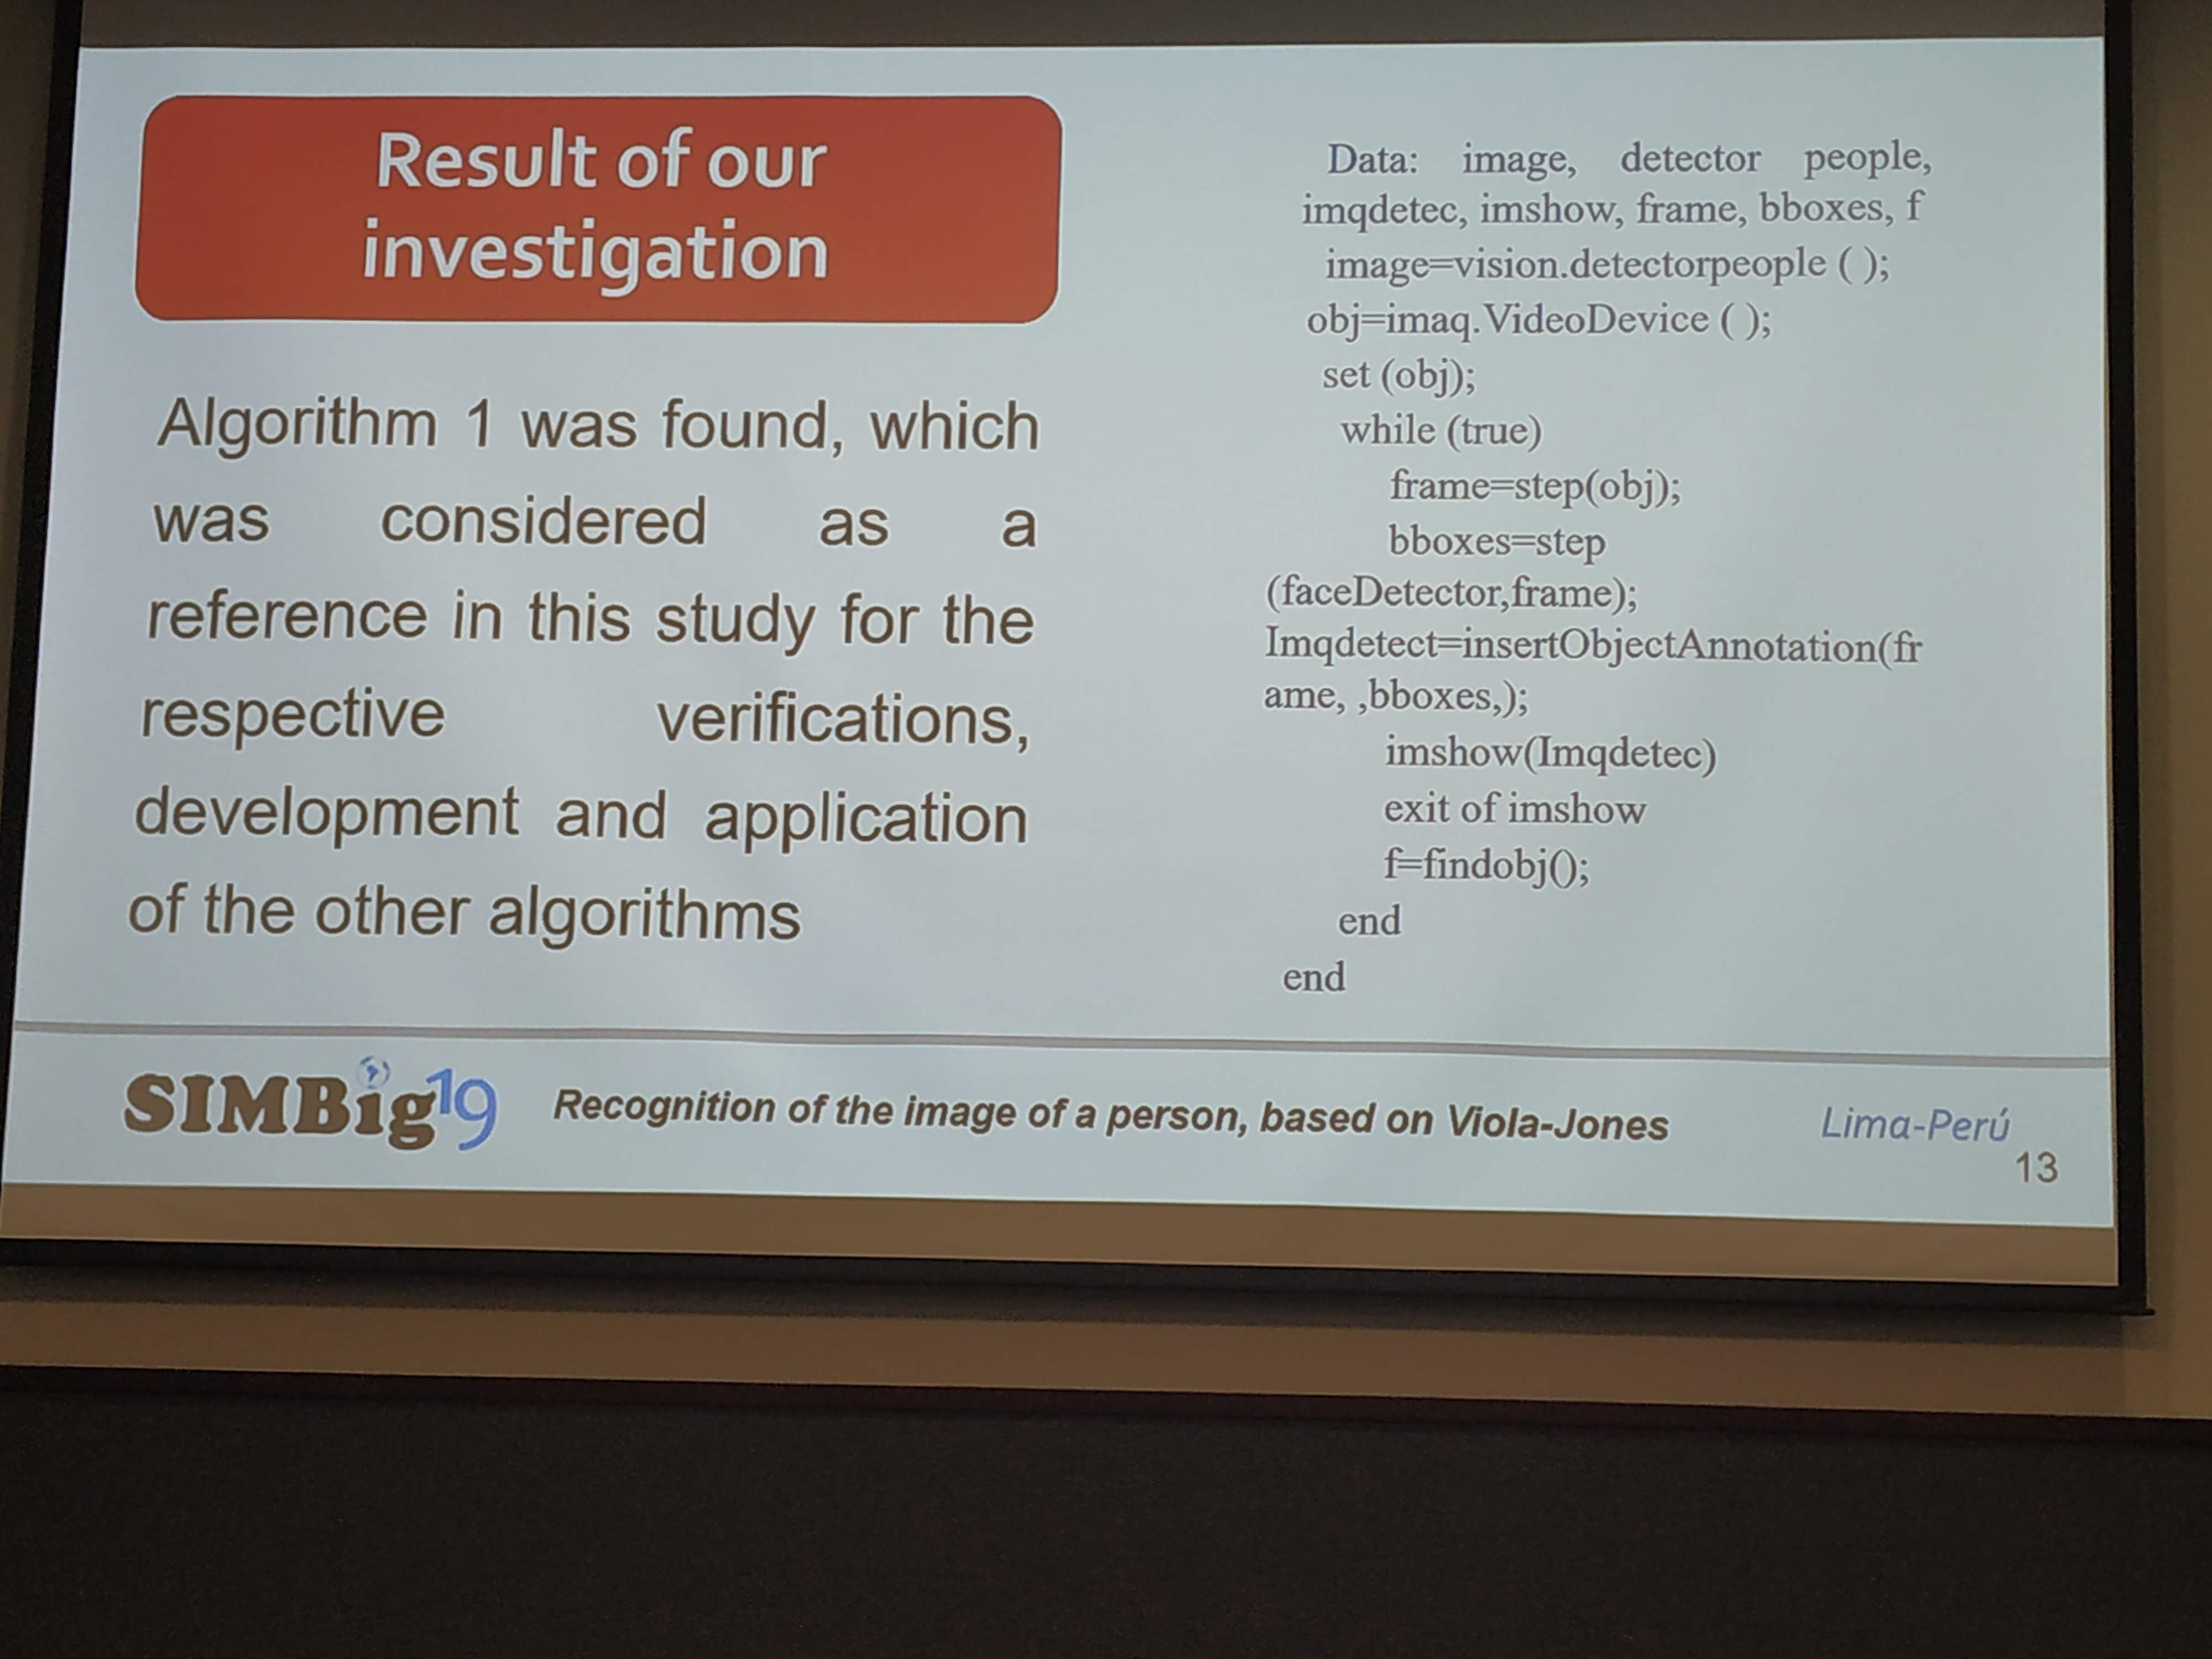 Result of our
investigation
Algorithm 1 was found, which
was considered as a
reference in this study for the
respective verifications,
development and application
of the other algorithms
Data: image, detector people,
imqdetec, imshow, frame, bboxes, f
image=vision.detectorpeople ( );
obj=imaq.VideoDevice ( );
set (obj);
while (true)
frame=step(obj);
bboxes=step
(faceDetector,frame);
Imqdetect=insertObjectAnnotation(fr
ame, ,bboxes,);
imshow(Imqdetec)
exit of imshow
f=findobj();
end
end
SIMBig19
Recognition of the image of a person, based on Viola-Jones
Lima-Perú
13